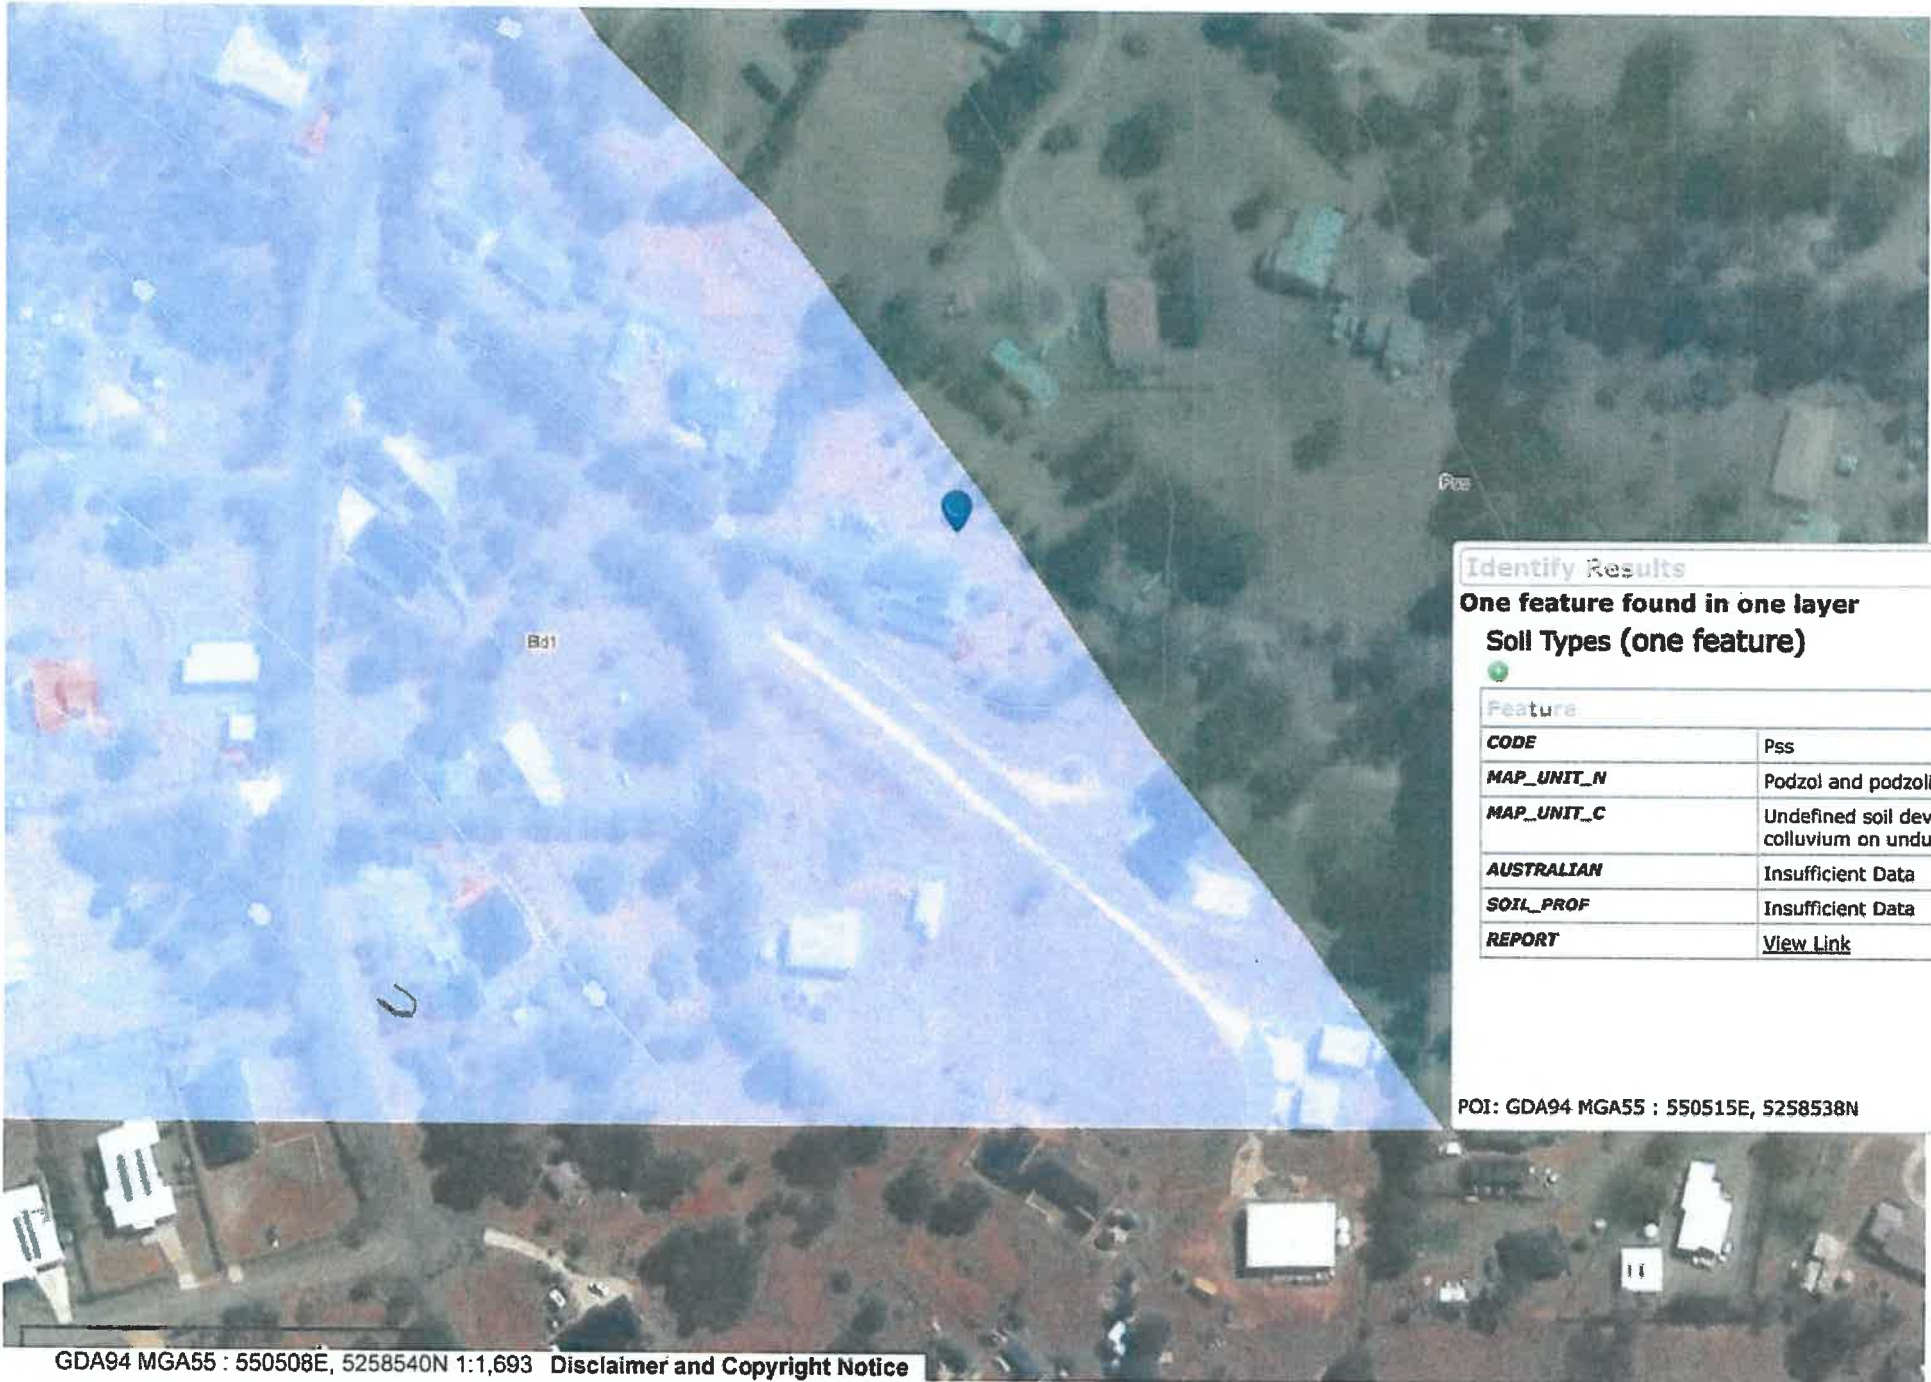 Bd1
Pss
Identify Results
One feature found in one layer
Soil Types (one feature)
Feature
CODE Pss
MAP_UNIT_N Podzol and podzoli
MAP_UNIT_C Undefined soil dev
colluvium on undu
AUSTRALIAN Insufficient Data
SOIL_PROF Insufficient Data
REPORT View Link
POI: GDA94 MGA55 : 550515E, 5258538N
GDA94 MGA55 : 550508E, 5258540N 1:1,693 Disclaimer and Copyright Notice